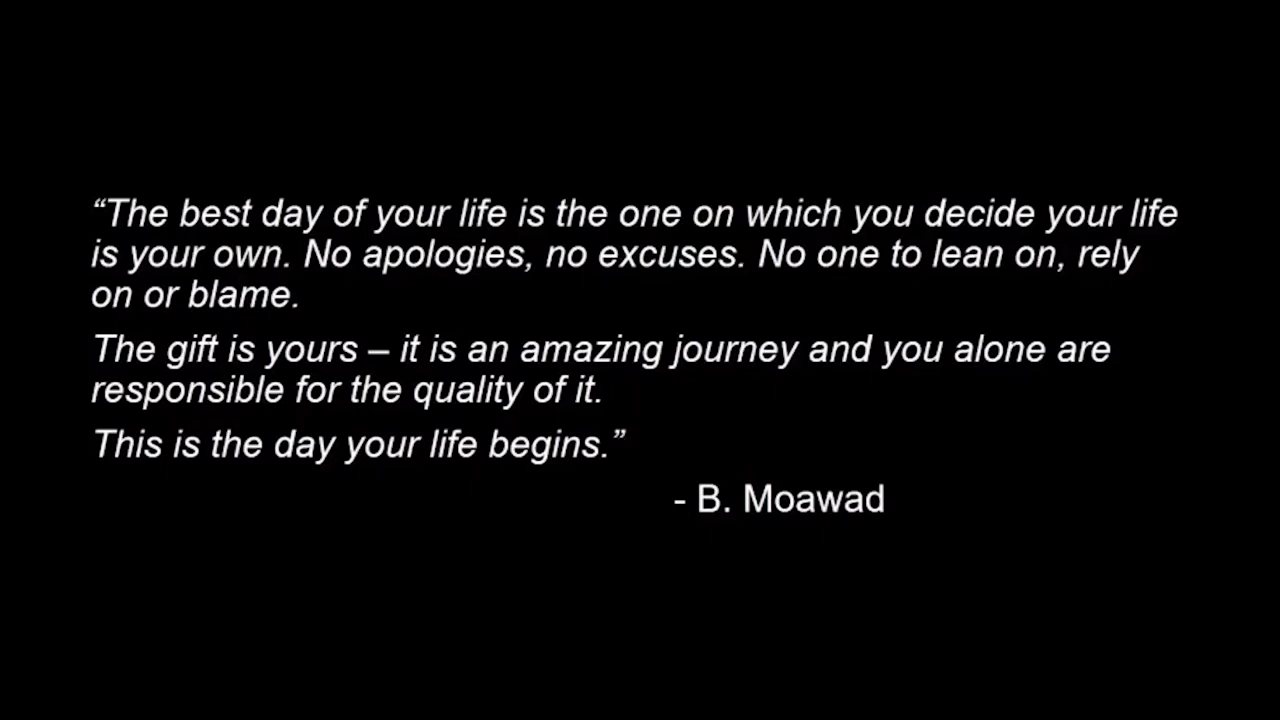 “The best day of your life is the one on which you decide your life
is your own. No apologies, no excuses. No one to lean on, rely
on or blame.
The gift is yours – it is an amazing journey and you alone are
responsible for the quality of it.
This is the day your life begins.”
- B. Moawad